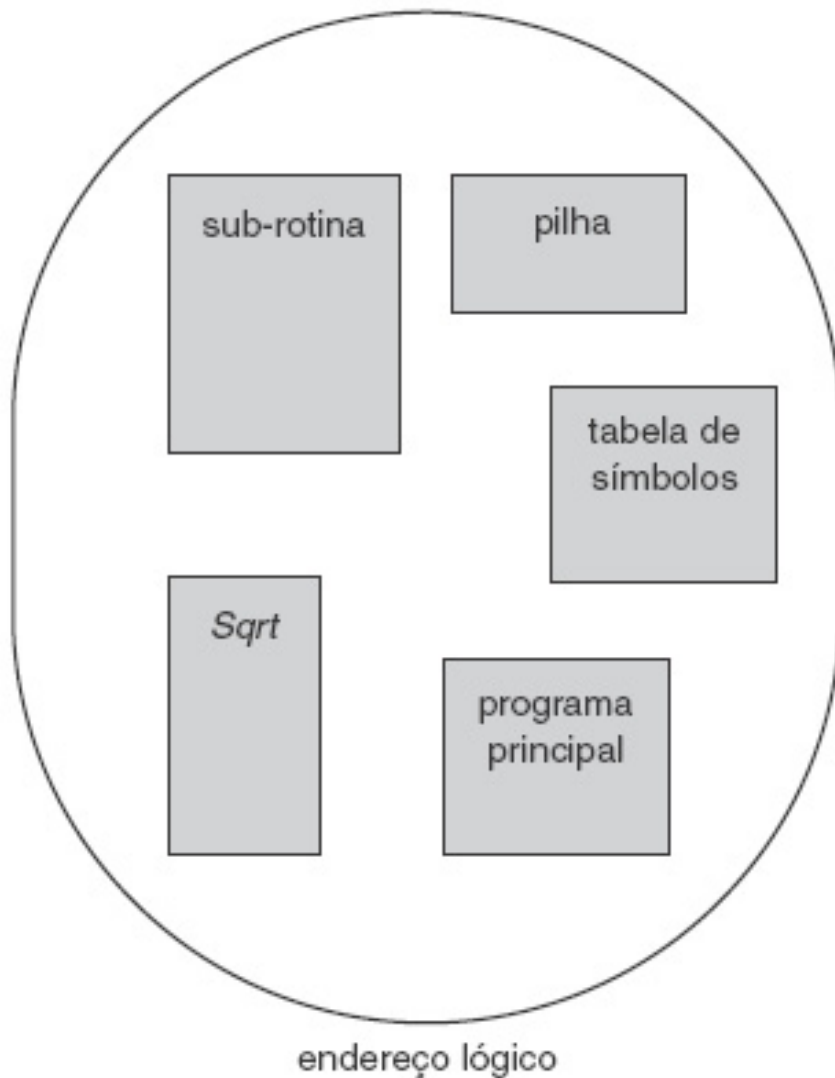 sub-rotina
pilha
tabela de
símbolos
Sqrt
programa
principal
endereço lógico